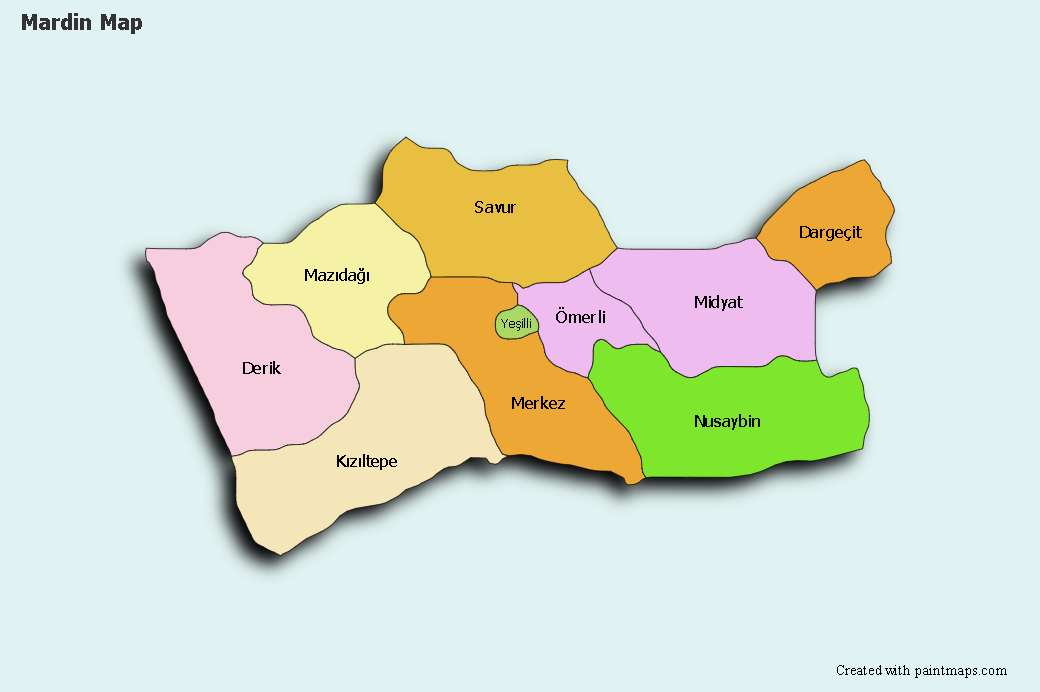 Mardin Map
Savur
Dargeçit
Mazıdağı
Midyat
Ömerli
Yeşilli
Derik
Merkez
Nusaybin
Kızıltepe
Created with paintmaps.com